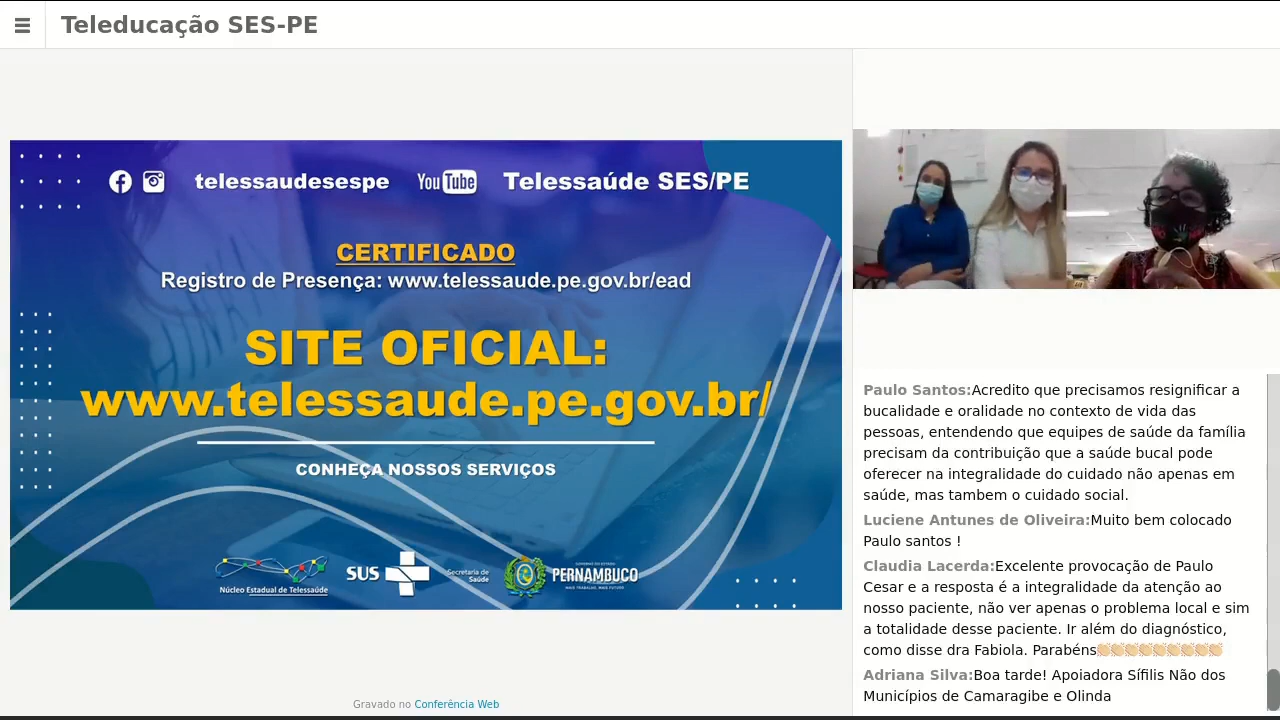 Teleducação SES-PE
telessaudesespe YouTube Telessaúde SES/PE
CERTIFICADO
Registro de Presença: www.telessaude.pe.gov.br/ead
SITE OFICIAL:
www.telessaude.pe.gov.br/
CONHEÇA NOSSOS SERVIÇOS
Núcleo Estadual de Telessaúde
SUS
Secretaria de
Saúde
GOVERNO DO ESTADO
PERNAMBUCO
MAIS TRABALHO, MAIS FUTURO
Gravado no Conferência Web
Paulo Santos:Acredito que precisamos resignificar a
bucalidade e oralidade no contexto de vida das
pessoas, entendendo que equipes de saúde da família
precisam da contribuição que a saúde bucal pode
oferecer na integralidade do cuidado não apenas em
saúde, mas tambem o cuidado social.
Luciene Antunes de Oliveira:Muito bem colocado
Paulo santos !
Claudia Lacerda:Excelente provocação de Paulo
Cesar e a resposta é a integralidade da atenção ao
nosso paciente, não ver apenas o problema local e sim
a totalidade desse paciente. Ir além do diagnóstico,
como disse dra Fabiola. Parabéns👏🏼👏🏼👏🏼👏🏼👏🏼👏🏼👏🏼👏🏼👏🏼
Adriana Silva:Boa tarde! Apoiadora Sífilis Não dos
Municípios de Camaragibe e Olinda